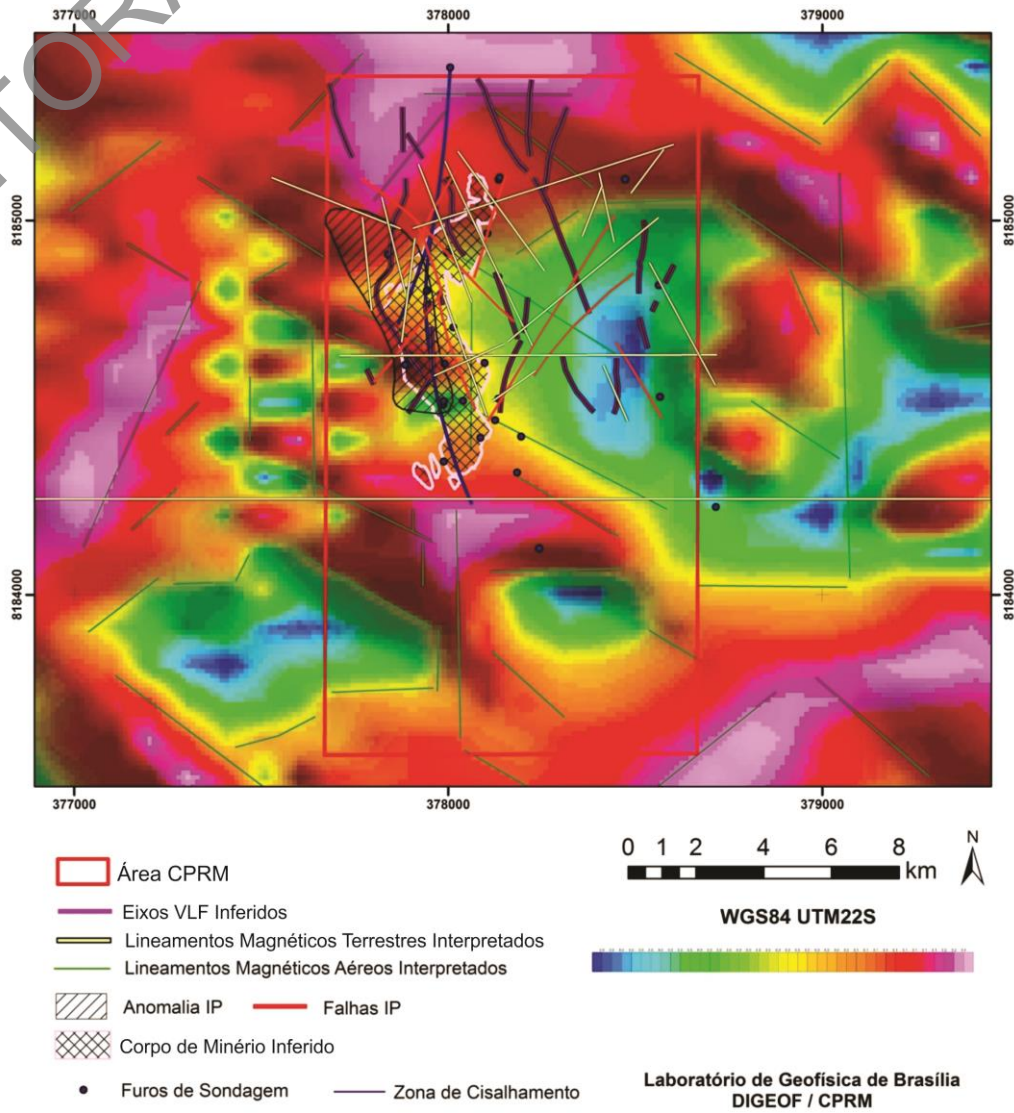 TORA
377000 378000 379000
8185000 8185000
8184000 8184000
377000 378000 379000
Área CPRM
Eixos VLF Inferidos
Lineamentos Magnéticos Terrestres Interpretados
Lineamentos Magnéticos Aéreos Interpretados
Anomalia IP Falhas IP
Corpo de Minério Inferido
Furos de Sondagem Zona de Cisalhamento
0 1 2 4 6 8 km
N
WGS84 UTM22S
Laboratório de Geofísica de Brasília
DIGEOF / CPRM